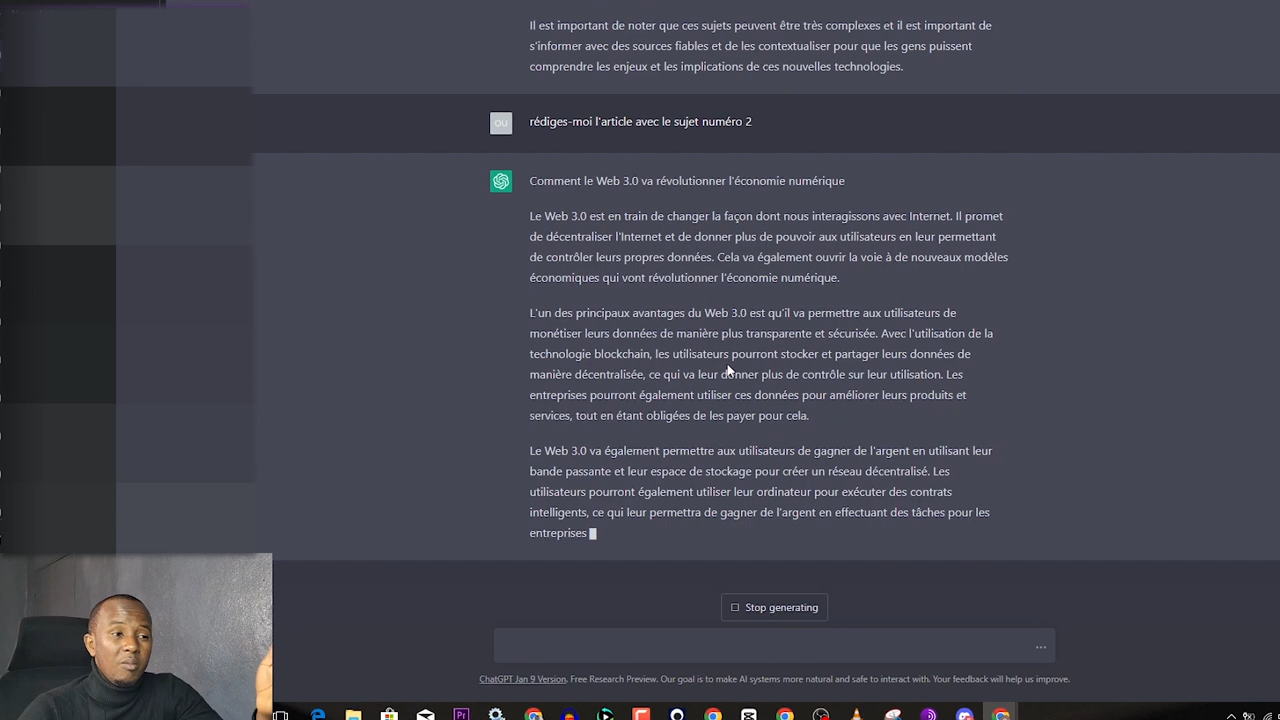 Il est important de noter que ces sujets peuvent être très complexes et il est important de
s'informer avec des sources fiables et de les contextualiser pour que les gens puissent
comprendre les enjeux et les implications de ces nouvelles technologies.
OU
rédiges-moi l'article avec le sujet numéro 2
Comment le Web 3.0 va révolutionner l'économie numérique
Le Web 3.0 est en train de changer la façon dont nous interagissons avec Internet. Il promet
de décentraliser l'Internet et de donner plus de pouvoir aux utilisateurs en leur permettant
de contrôler leurs propres données. Cela va également ouvrir la voie à de nouveaux modèles
économiques qui vont révolutionner l'économie numérique.
L'un des principaux avantages du Web 3.0 est qu'il va permettre aux utilisateurs de
monétiser leurs données de manière plus transparente et sécurisée. Avec l'utilisation de la
technologie blockchain, les utilisateurs pourront stocker et partager leurs données de
manière décentralisée, ce qui va leur donner plus de contrôle sur leur utilisation. Les
entreprises pourront également utiliser ces données pour améliorer leurs produits et
services, tout en étant obligées de les payer pour cela.
Le Web 3.0 va également permettre aux utilisateurs de gagner de l'argent en utilisant leur
bande passante et leur espace de stockage pour créer un réseau décentralisé. Les
utilisateurs pourront également utiliser leur ordinateur pour exécuter des contrats
intelligents, ce qui leur permettra de gagner de l'argent en effectuant des tâches pour les
entreprises
Stop generating
ChatGPT Jan 9 Version. Free Research Preview. Our goal is to make AI systems more natural and safe to interact with. Your feedback will help us improve.
Pr